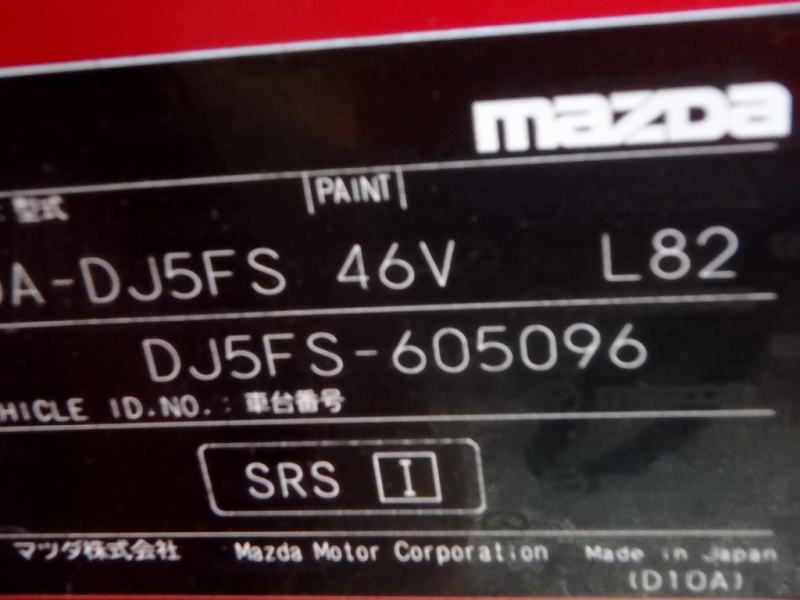 mazda
型式 PAINT
A-DJ5FS 46V L82
DJ5FS-605096
HICLE ID.NO.: 車台番号
SRS I
マツダ株式会社 Mazda Motor Corporation Made in Japan
(D10A)